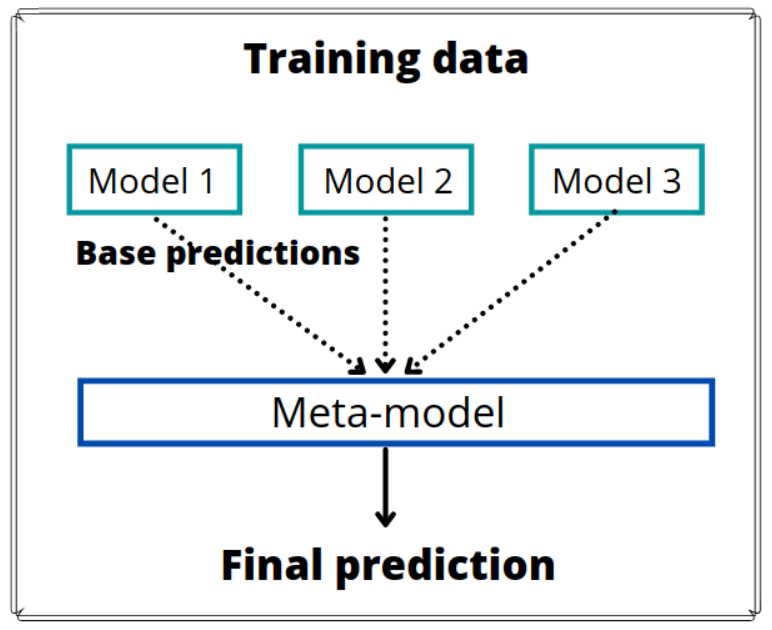 Training data
Model 1
Model 2
Model 3
Base predictions
Meta-model
Final prediction